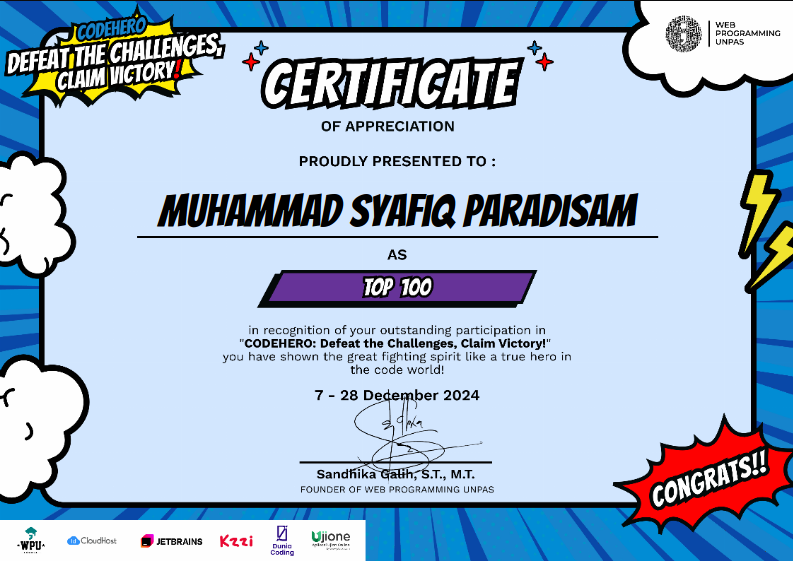 CODEHERO
DEFEAT THE CHALLENGES,
CLAIM VICTORY!
WEB
PROGRAMMING
UNPAS
CERTIFICATE
OF APPRECIATION
PROUDLY PRESENTED TO :
MUHAMMAD SYAFIQ PARADISAM
AS
TOP 100
in recognition of your outstanding participation in
"CODEHERO: Defeat the Challenges, Claim Victory!"
you have shown the great fighting spirit like a true hero in
the code world!
7 - 28 December 2024
Sandhika Galih, S.T., M.T.
FOUNDER OF WEB PROGRAMMING UNPAS
CONGRATS!!
WPU
CloudHost
JETBRAINS
Kzzi
Dunia
Coding
Ujione